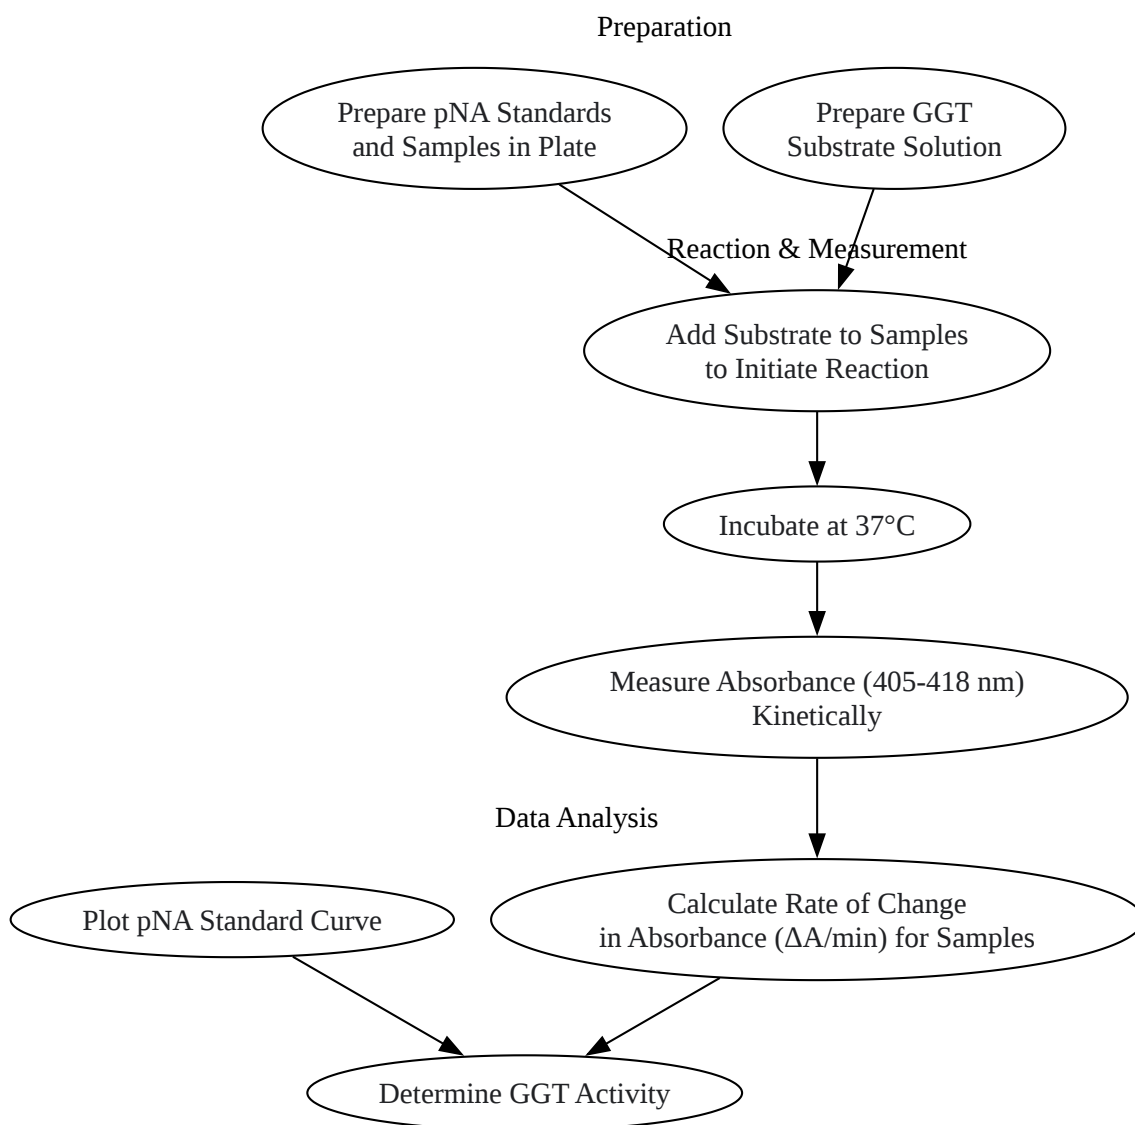 Preparation
Prepare pNA Standards
and Samples in Plate
Prepare GGT
Substrate Solution
Reaction & Measurement
Add Substrate to Samples
to Initiate Reaction
Incubate at 37°C
Measure Absorbance (405-418 nm)
Kinetically
Data Analysis
Plot pNA Standard Curve
Calculate Rate of Change
in Absorbance (ΔA/min) for Samples
Determine GGT Activity